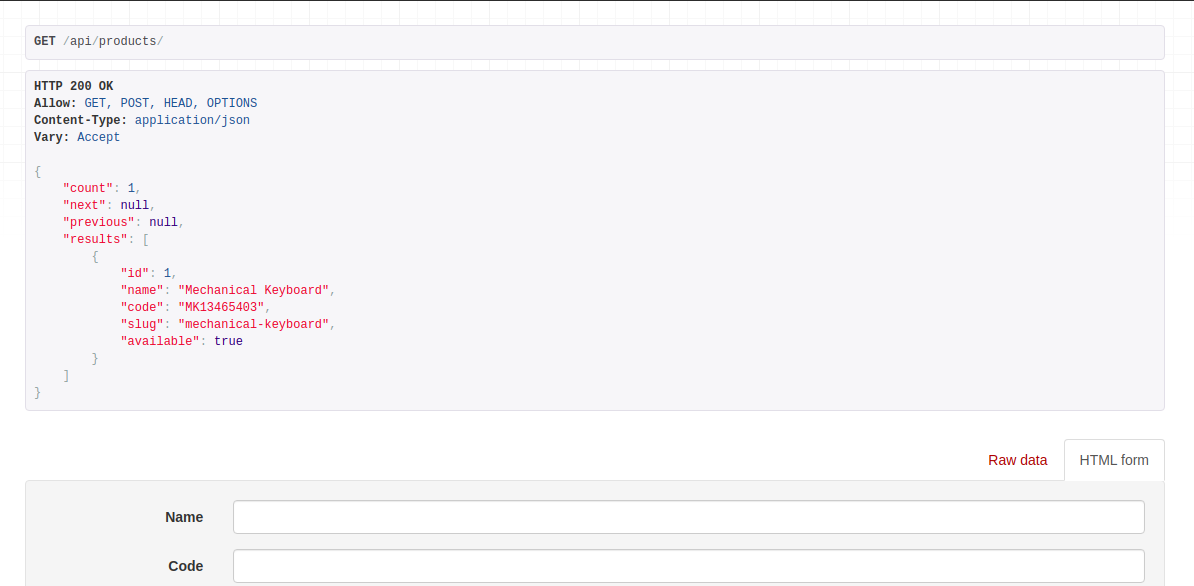 GET /api/products/
HTTP 200 OK
Allow: GET, POST, HEAD, OPTIONS
Content-Type: application/json
Vary: Accept
{
    "count": 1,
    "next": null,
    "previous": null,
    "results": [
        {
            "id": 1,
            "name": "Mechanical Keyboard",
            "code": "MK13465403",
            "slug": "mechanical-keyboard",
            "available": true
        }
    ]
}
Raw data HTML form
Name
Code